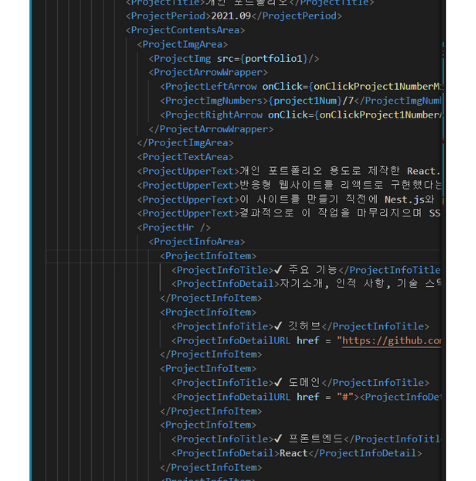 <ProjectTitle>개인 포트폴리오</ProjectTitle>
<ProjectPeriod>2021.09</ProjectPeriod>
<ProjectContentsArea>
<ProjectImgArea>
<ProjectImg src={portfolio1}/>
<ProjectArrowWrapper>
<ProjectLeftArrow onClick={onClickProject1NumberM
<ProjectImgNumbers>{project1Num}/7</ProjectImgNum
<ProjectRightArrow onClick={onClickProject1Number
</ProjectArrowWrapper>
</ProjectImgArea>
<ProjectTextArea>
<ProjectUpperText>개인 포트폴리오 용도로 제작한 React.
<ProjectUpperText>반응형 웹사이트를 리액트로 구현했다는
<ProjectUpperText>이 사이트를 만들기 직전에 Nest.js와
<ProjectUpperText>결과적으로 이 작업을 마무리지으며 SS
<ProjectHr />
<ProjectInfoArea>
<ProjectInfoItem>
<ProjectInfoTitle>✔ 주요 기능</ProjectInfoTitle
<ProjectInfoDetail>자기소개, 인적 사항, 기술 스택
</ProjectInfoItem>
<ProjectInfoItem>
<ProjectInfoTitle>✔ 깃허브</ProjectInfoTitle>
<ProjectInfoDetailURL href = "https://github.co
</ProjectInfoItem>
<ProjectInfoItem>
<ProjectInfoTitle>✔ 도메인</ProjectInfoTitle>
<ProjectInfoDetailURL href = "#"><ProjectInfoDe
</ProjectInfoItem>
<ProjectInfoItem>
<ProjectInfoTitle>✔ 프론트엔드</ProjectInfoTitl
<ProjectInfoDetail>React</ProjectInfoDetail>
</ProjectInfoItem>
<ProjectInfoItem>